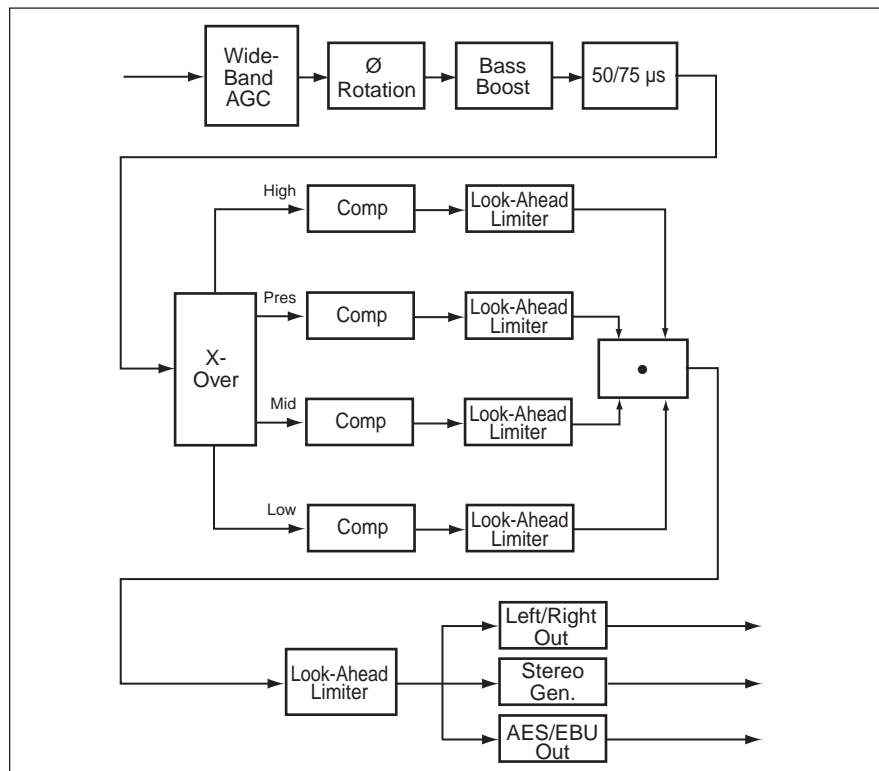 Wide-
Band
AGC
Ø
Rotation
Bass
Boost
50/75 µs
High
Comp
Look-Ahead
Limiter
Pres
Comp
Look-Ahead
Limiter
X-
Over
Mid
Comp
Look-Ahead
Limiter
Low
Comp
Look-Ahead
Limiter
Look-Ahead
Limiter
Left/Right
Out
Stereo
Gen.
AES/EBU
Out